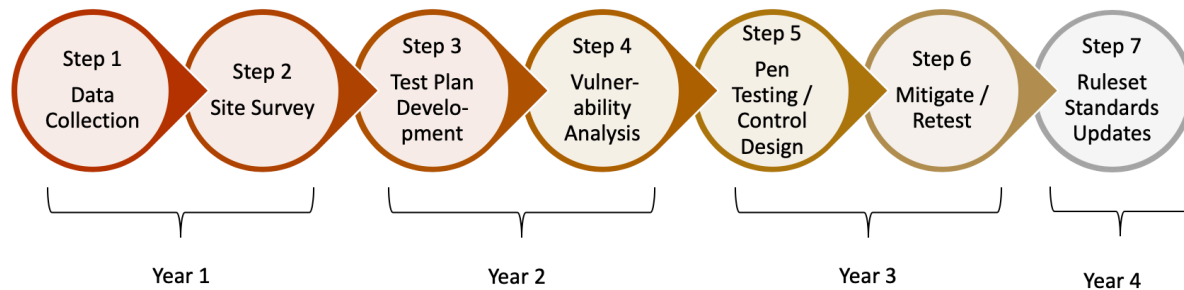 Step 1
Data
Collection
Step 2
Site Survey
Step 3
Test Plan
Develo-
pment
Step 4
Vulner-
ability
Analysis
Step 5
Pen
Testing /
Control
Design
Step 6
Mitigate /
Retest
Step 7
Ruleset
Standards
Updates
Year 1
Year 2
Year 3
Year 4